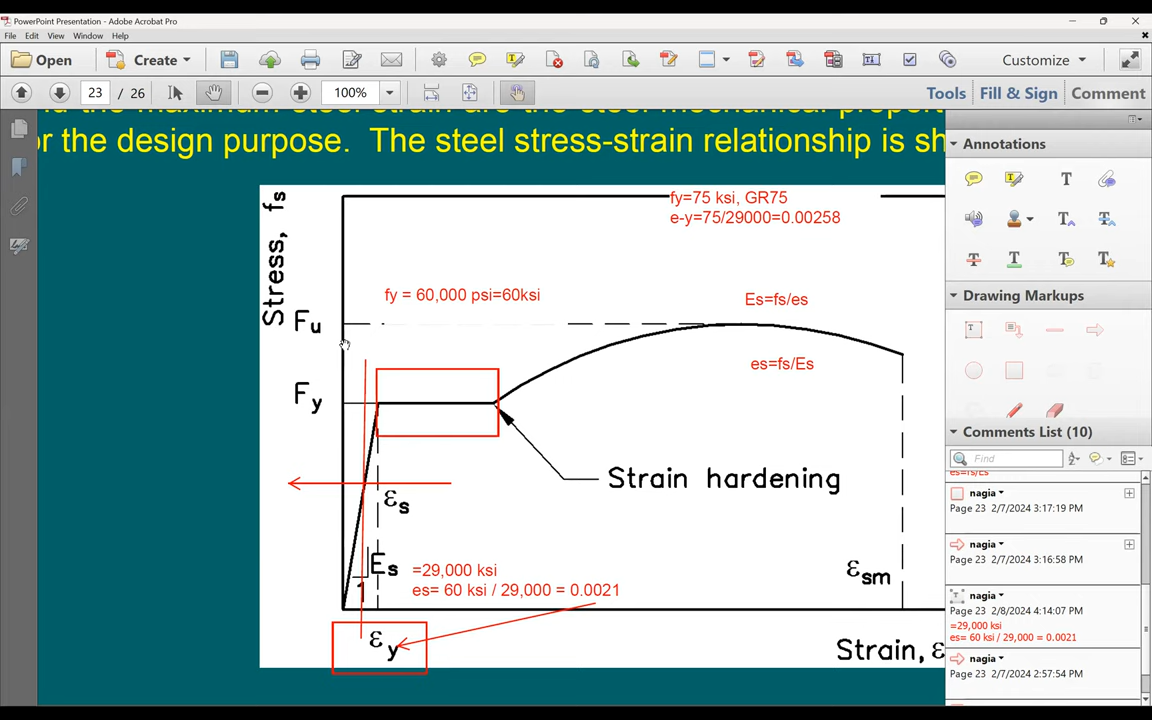 PowerPoint Presentation - Adobe Acrobat Pro
File Edit View Window Help
Open Create Customize
23 / 26 100% Tools Fill & Sign Comment
or the design purpose. The steel stress-strain relationship is sh
Stress, fs
fy=75 ksi, GR75
e-y=75/29000=0.00258
fy = 60,000 psi=60ksi
Es=fs/es
Fu
es=fs/Es
Fy
Strain hardening
εs
Es
=29,000 ksi
es= 60 ksi / 29,000 = 0.0021
1
εsm
εy
Strain, ε
Annotations
T
Drawing Markups
Comments List (10)
Find
es=fs/Es
nagia
Page 23 2/7/2024 3:17:19 PM
nagia
Page 23 2/7/2024 3:16:58 PM
nagia
Page 23 2/8/2024 4:14:07 PM
=29,000 ksi
es= 60 ksi / 29,000 = 0.0021
nagia
Page 23 2/7/2024 2:57:54 PM